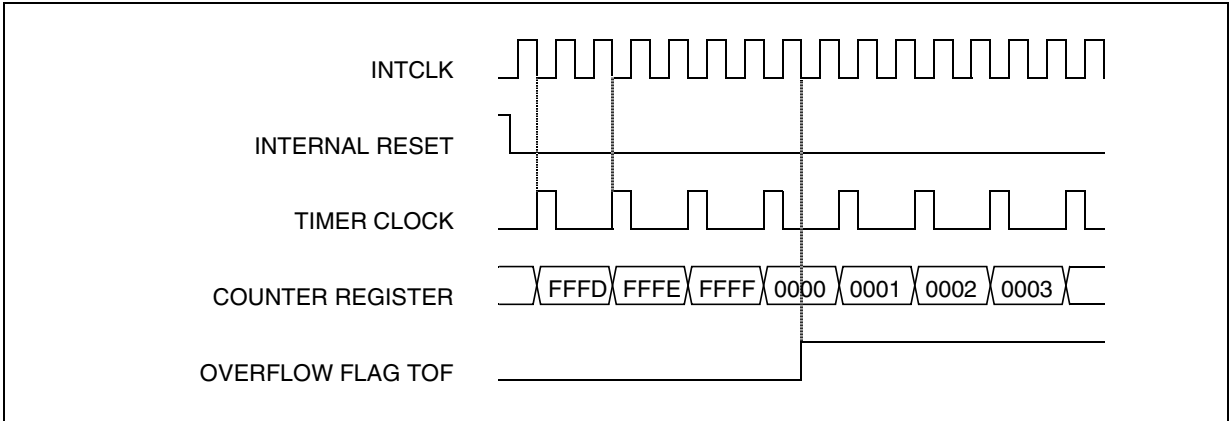 INTCLK
INTERNAL RESET
TIMER CLOCK
COUNTER REGISTER FFFD FFFE FFFF 0000 0001 0002 0003
OVERFLOW FLAG TOF